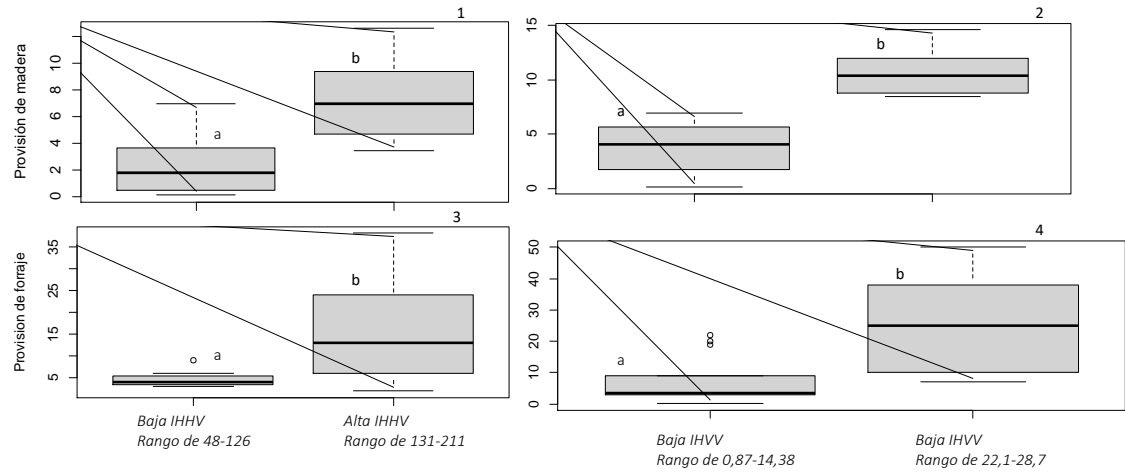 1
Provisión de madera
0 2 4 6 8 10
a
b
2
0 5 10 15
a
b
3
Provision de forraje
5 15 25 35
a
b
4
0 10 20 30 40 50
a
b
Baja IHHV
Rango de 48-126
Alta IHHV
Rango de 131-211
Baja IHVV
Rango de 0,87-14,38
Baja IHVV
Rango de 22,1-28,7